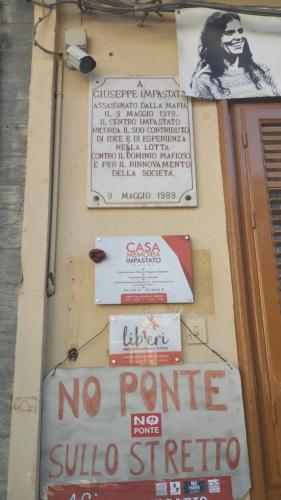 A
GIUSEPPE IMPASTATO
ASSASSINATO DALLA MAFIA
IL 9 MAGGIO 1978,
IL CENTRO IMPASTATO
RICORDA IL SUO CONTRIBUTO
DI IDEE E DI ESPERIENZA
NELLA LOTTA
CONTRO IL DOMINIO MAFIOSO
E PER IL RINNOVAMENTO
DELLA SOCIETÀ.
9 MAGGIO 1989
CASA
MEMORIA
IMPASTATO
liberi
NO PONTE
NO
PONTE
SULLO STRETTO